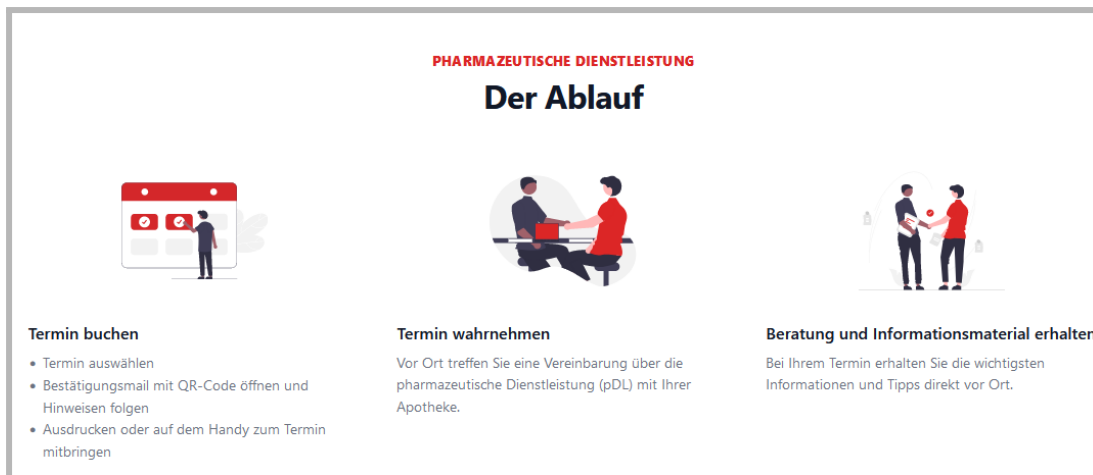 PHARMAZEUTISCHE DIENSTLEISTUNG
Der Ablauf
Termin buchen
• Termin auswählen
• Bestätigungsmail mit QR-Code öffnen und
Hinweisen folgen
• Ausdrucken oder auf dem Handy zum Termin
mitbringen
Termin wahrnehmen
Vor Ort treffen Sie eine Vereinbarung über die
pharmazeutische Dienstleistung (pDL) mit Ihrer
Apotheke.
Beratung und Informationsmaterial erhalten
Bei Ihrem Termin erhalten Sie die wichtigsten
Informationen und Tipps direkt vor Ort.